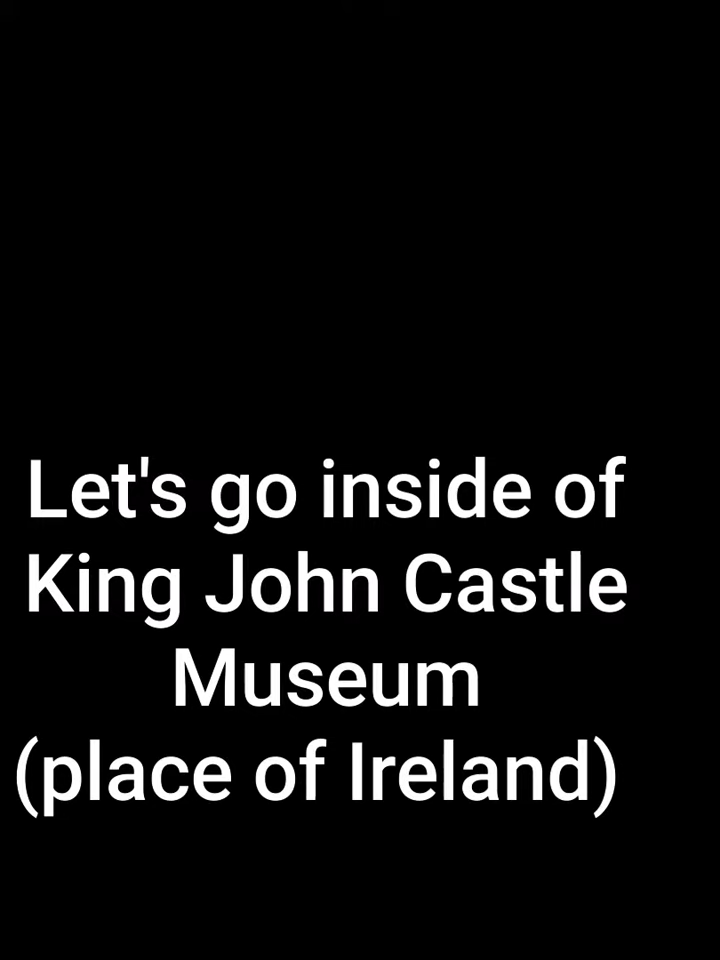 Let's go inside of
King John Castle
Museum
(place of Ireland)